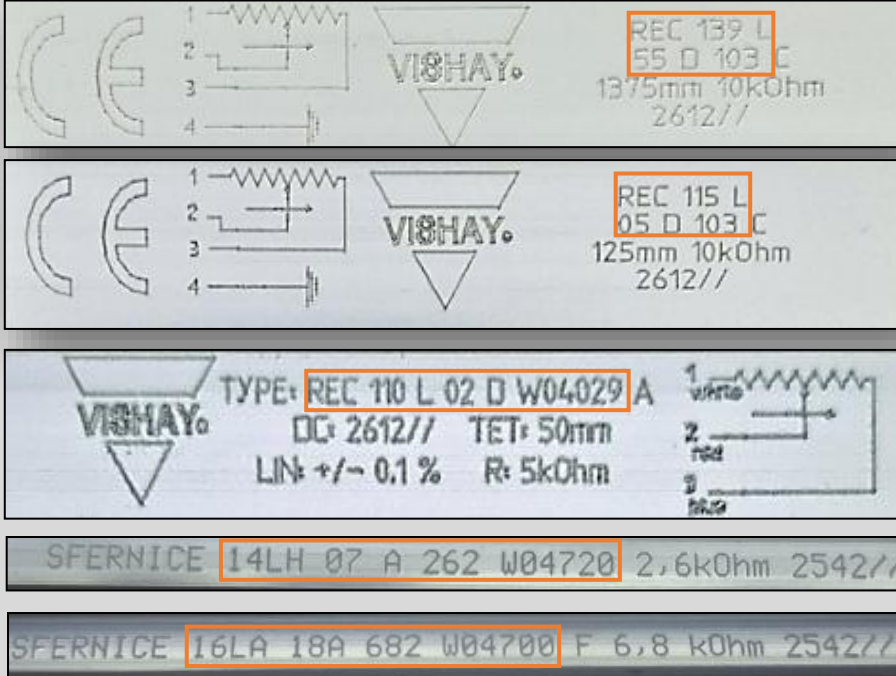 1
2
3
4
VISHAY.
REC 139 L
55 D 103 C
1375mm 10kOhm
2612//
1
2
3
4
VISHAY.
REC 115 L
05 D 103 C
125mm 10kOhm
2612//
VISHAY.
TYPE: REC 110 L 02 D W04029 A
DC: 2612// TET: 50mm
LIN: +/- 0.1 % R: 5kOhm
1
white
2
red
3
blue
SFERNICE 14LH 07 A 262 W04720 2,6kOhm 2542//
SFERNICE 16LA 18A 682 W04700 F 6,8 kOhm 2542//